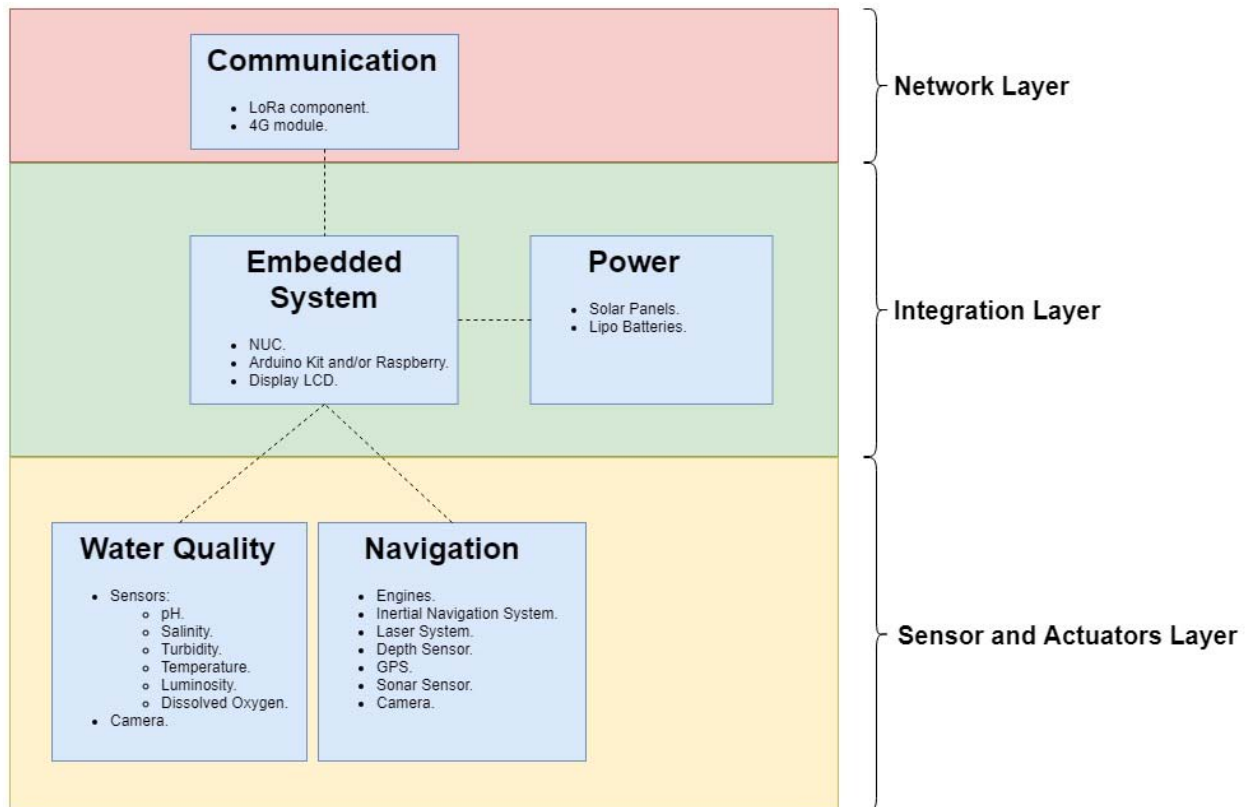 Communication
LoRa component.
4G module.
Network Layer
Embedded
System
NUC.
Arduino Kit and/or Raspberry.
Display LCD.
Power
Solar Panels.
Lipo Batteries.
Integration Layer
Water Quality
Sensors:
pH.
Salinity.
Turbidity.
Temperature.
Luminosity.
Dissolved Oxygen.
Camera.
Navigation
Engines.
Inertial Navigation System.
Laser System.
Depth Sensor.
GPS.
Sonar Sensor.
Camera.
Sensor and Actuators Layer